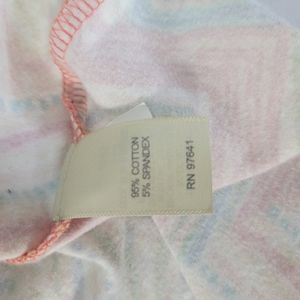 95% COTTON
5% SPANDEX
RN 97641